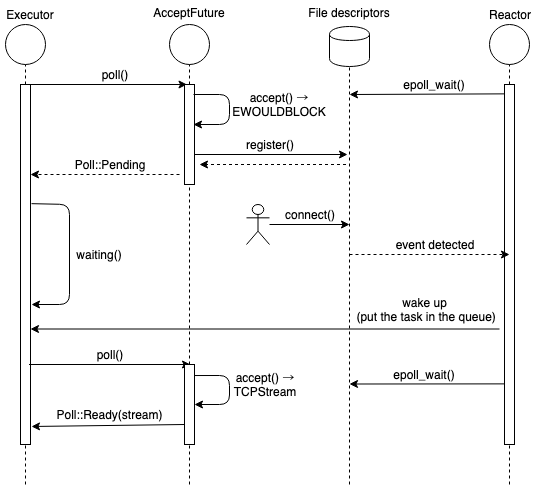 Executor
AcceptFuture
File descriptors
Reactor
poll()
epoll_wait()
accept() →
EWOULDBLOCK
register()
Poll::Pending
connect()
event detected
waiting()
wake up
(put the task in the queue)
poll()
accept() →
TCPStream
epoll_wait()
Poll::Ready(stream)